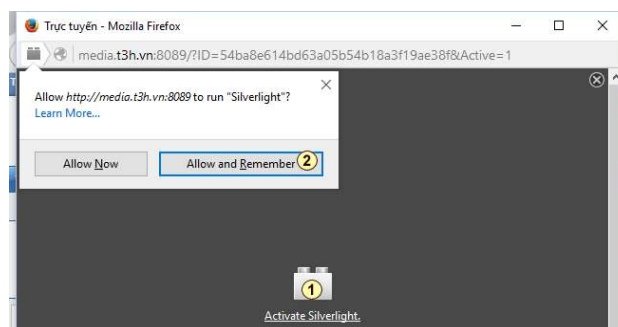 Trực tuyến - Mozilla Firefox
media.t3h.vn:8089/?ID=54ba8e614bd63a05b54b18a3f19ae38f&Active=1
Allow http://media.t3h.vn:8089 to run "Silverlight"?
Learn More...
Allow Now
Allow and Remember
2
1
Activate Silverlight.